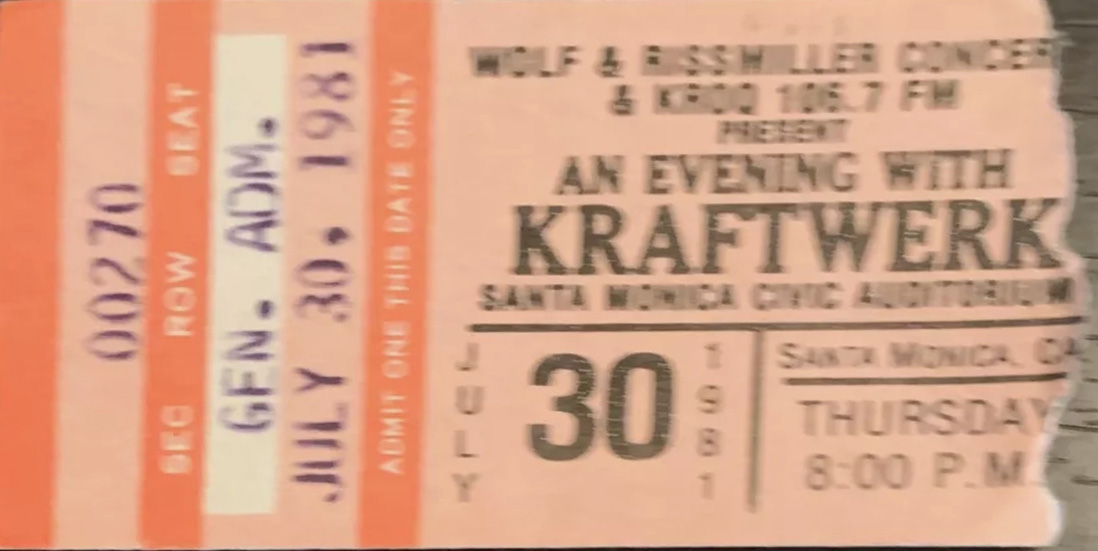 00270
SEC ROW SEAT
GEN. ADM.
JULY 30, 1981
ADMIT ONE THIS DATE ONLY
WOLF & RISSMILLER CONCER
& KROQ 106.7 FM
PRESENT
AN EVENING WITH
KRAFTWERK
SANTA MONICA CIVIC AUDITORIUM
JULY 30 1981
SANTA MONICA, CA
THURSDAY
8:00 P.M